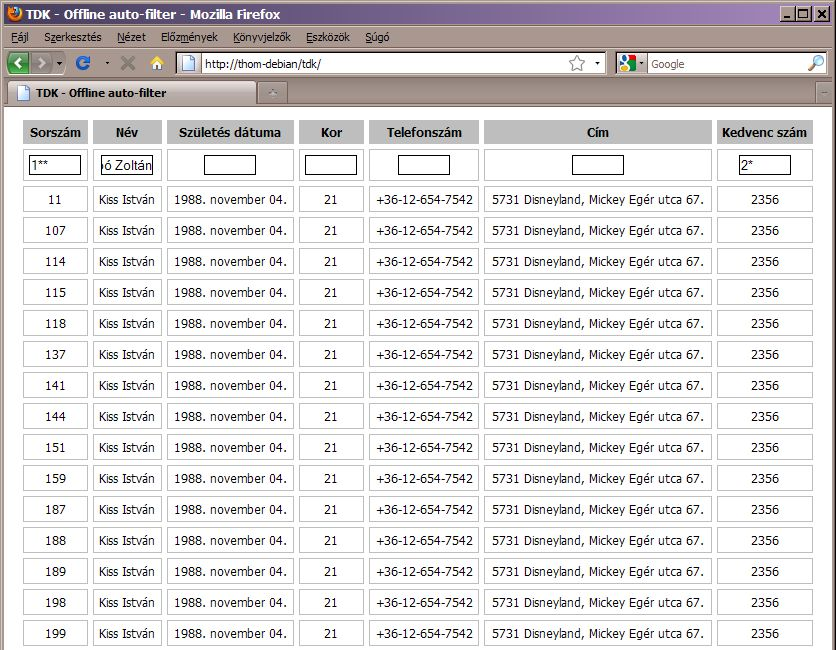 TDK - Offline auto-filter - Mozilla Firefox
Fájl Szerkesztés Nézet Előzmények Könyvjelzők Eszközök Súgó
http://thom-debian/tdk/ Google
TDK - Offline auto-filter
Sorszám Név Születés dátuma Kor Telefonszám Cím Kedvenc szám
1** Zoltán 2*
11 Kiss István 1988. november 04. 21 +36-12-654-7542 5731 Disneyland, Mickey Egér utca 67. 2356
107 Kiss István 1988. november 04. 21 +36-12-654-7542 5731 Disneyland, Mickey Egér utca 67. 2356
114 Kiss István 1988. november 04. 21 +36-12-654-7542 5731 Disneyland, Mickey Egér utca 67. 2356
115 Kiss István 1988. november 04. 21 +36-12-654-7542 5731 Disneyland, Mickey Egér utca 67. 2356
118 Kiss István 1988. november 04. 21 +36-12-654-7542 5731 Disneyland, Mickey Egér utca 67. 2356
137 Kiss István 1988. november 04. 21 +36-12-654-7542 5731 Disneyland, Mickey Egér utca 67. 2356
141 Kiss István 1988. november 04. 21 +36-12-654-7542 5731 Disneyland, Mickey Egér utca 67. 2356
144 Kiss István 1988. november 04. 21 +36-12-654-7542 5731 Disneyland, Mickey Egér utca 67. 2356
151 Kiss István 1988. november 04. 21 +36-12-654-7542 5731 Disneyland, Mickey Egér utca 67. 2356
159 Kiss István 1988. november 04. 21 +36-12-654-7542 5731 Disneyland, Mickey Egér utca 67. 2356
187 Kiss István 1988. november 04. 21 +36-12-654-7542 5731 Disneyland, Mickey Egér utca 67. 2356
188 Kiss István 1988. november 04. 21 +36-12-654-7542 5731 Disneyland, Mickey Egér utca 67. 2356
189 Kiss István 1988. november 04. 21 +36-12-654-7542 5731 Disneyland, Mickey Egér utca 67. 2356
198 Kiss István 1988. november 04. 21 +36-12-654-7542 5731 Disneyland, Mickey Egér utca 67. 2356
199 Kiss István 1988. november 04. 21 +36-12-654-7542 5731 Disneyland, Mickey Egér utca 67. 2356